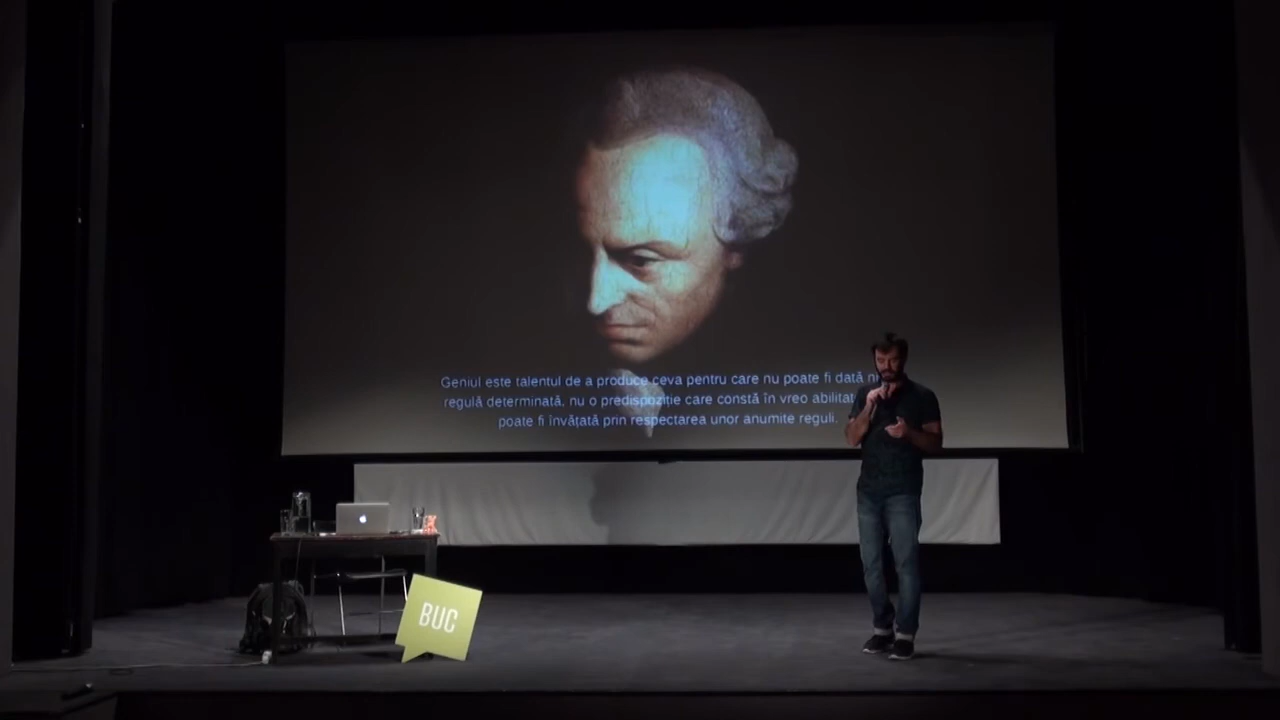 Geniul este talentul de a produce ceva pentru care nu poate fi dată
regulă determinată, nu o predispoziție care constă în vreo
poate fi învățată prin respectarea unor anumite reguli.
BUC